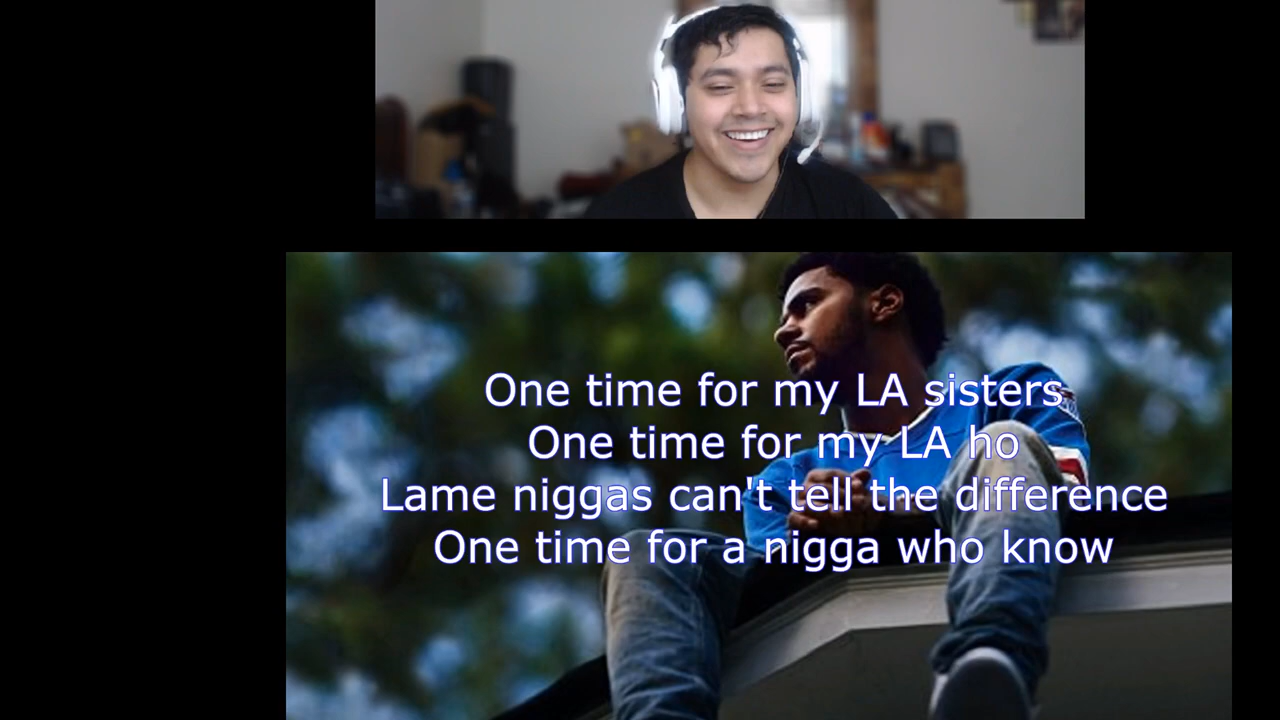 One time for my LA sisters
One time for my LA ho
Lame niggas can't tell the difference
One time for a nigga who know